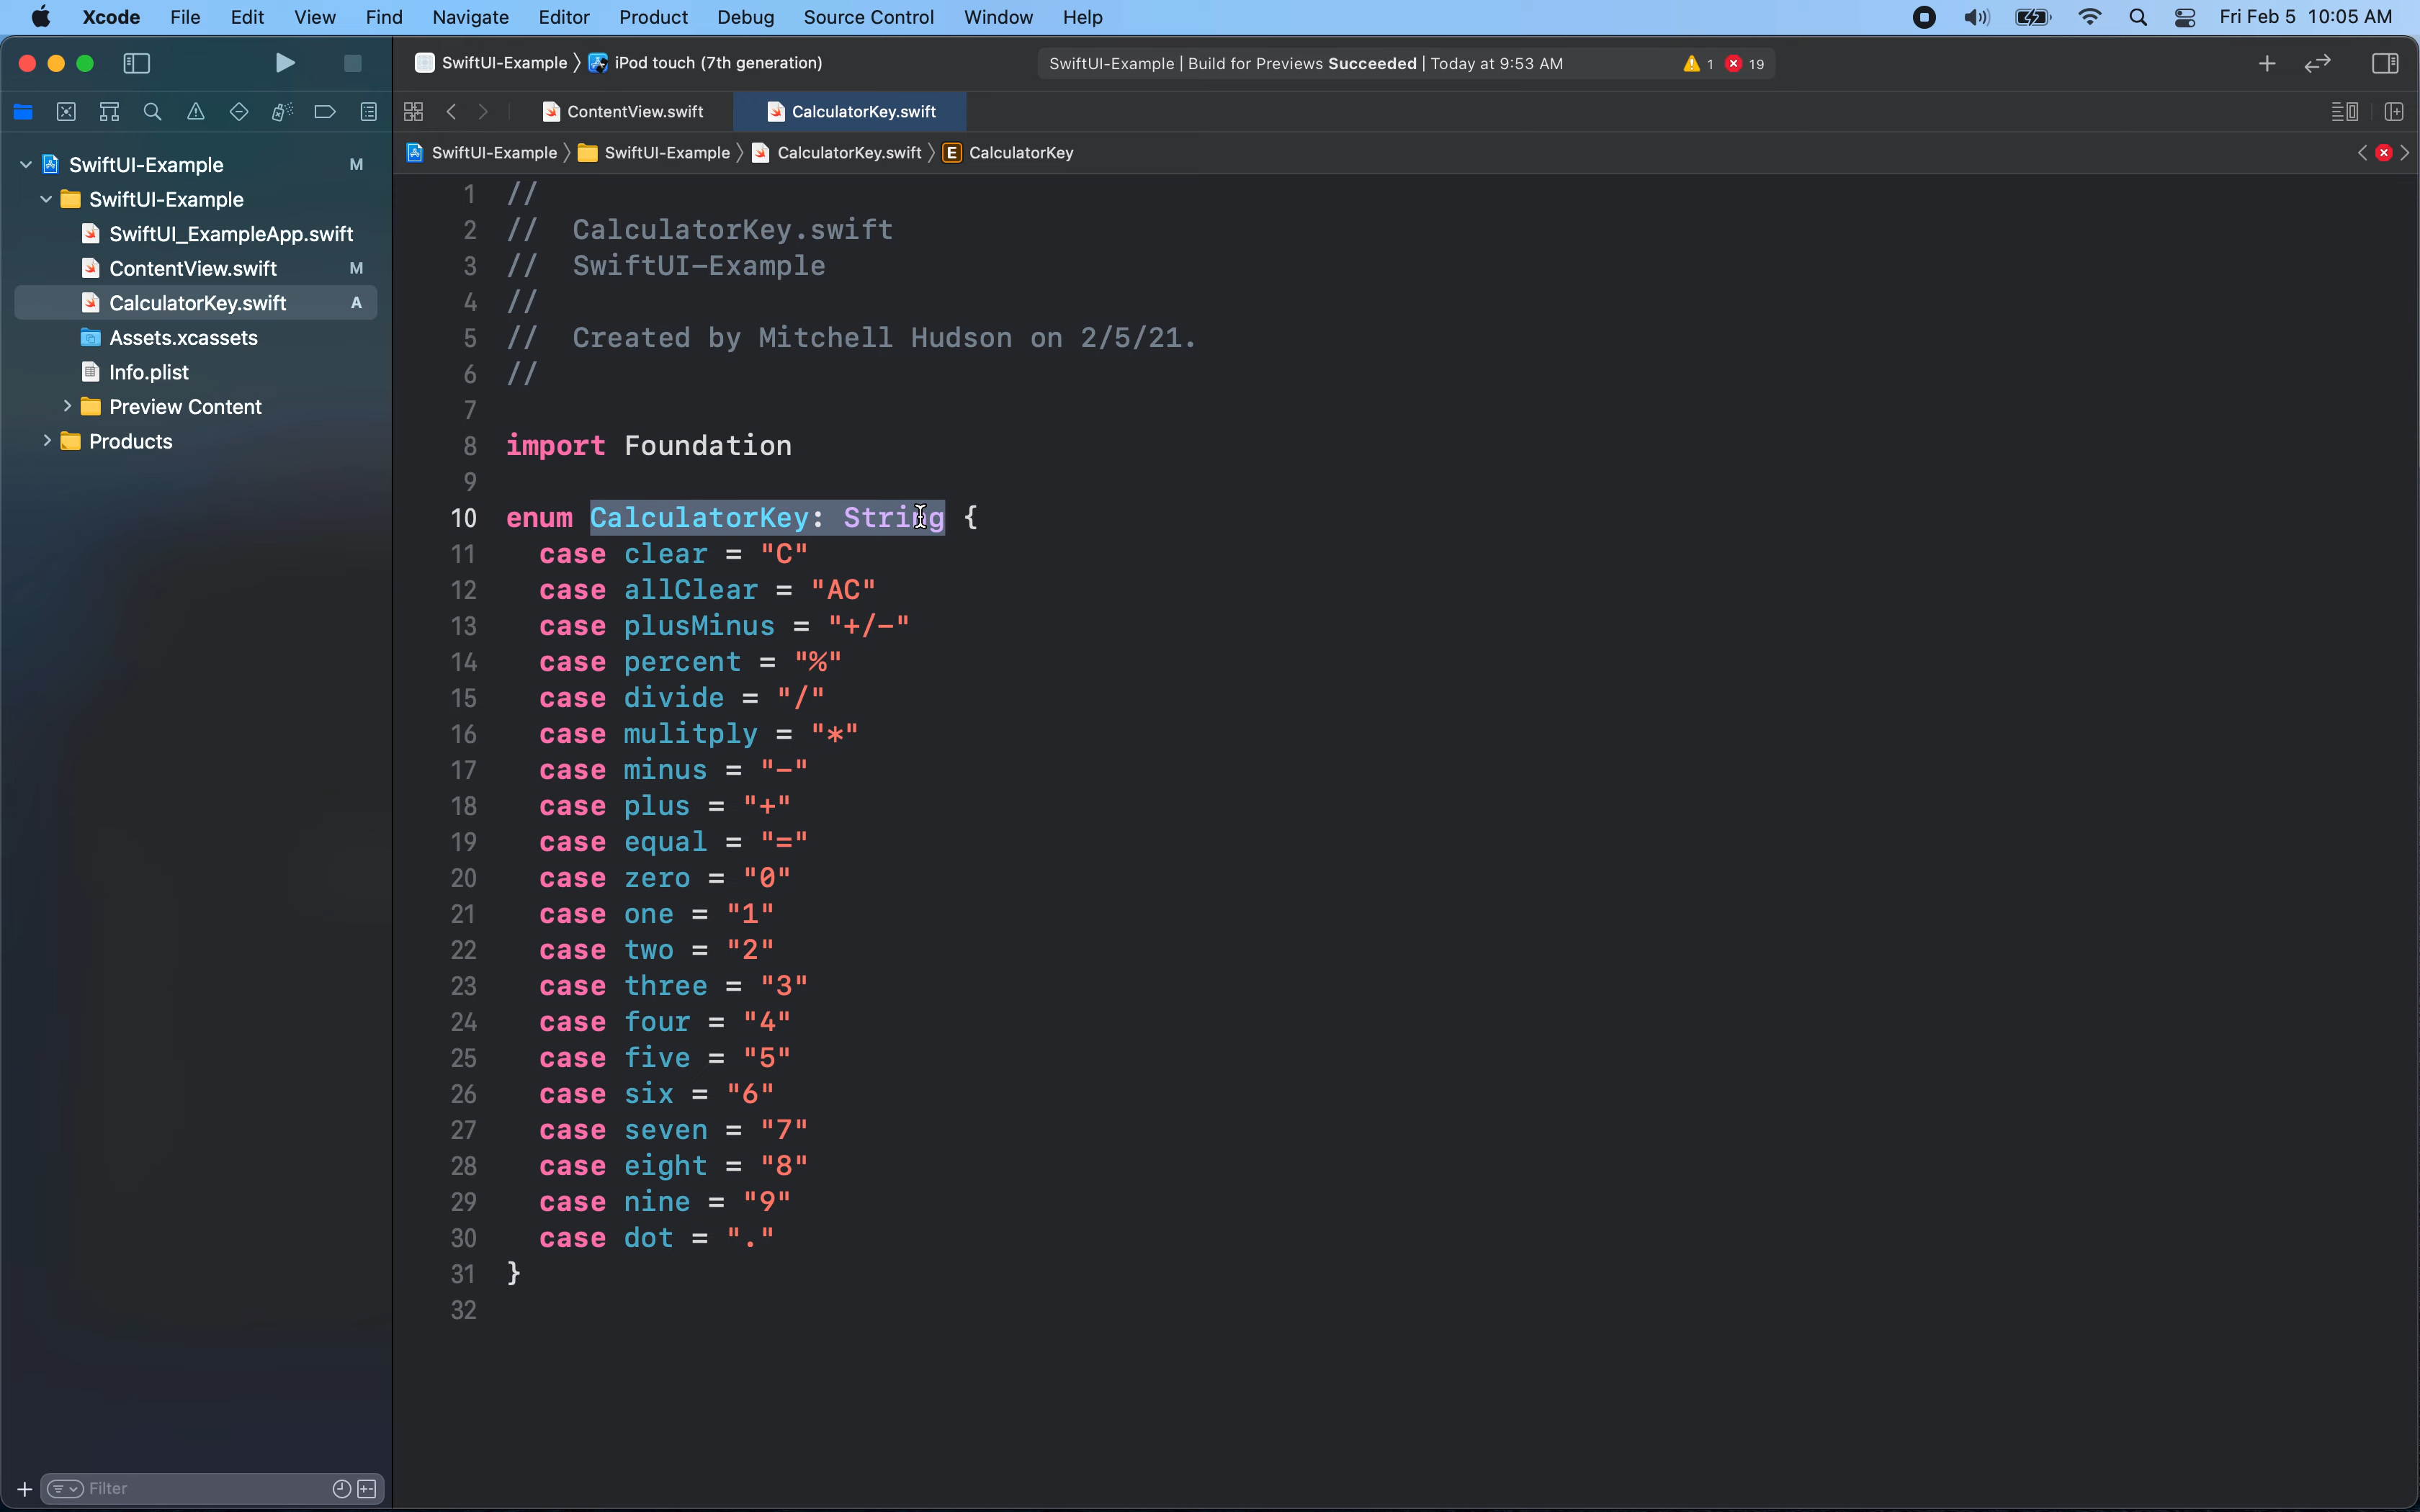 Xcode File Edit View Find Navigate Editor Product Debug Source Control Window Help Fri Feb 5 10:05 AM
SwiftUI-Example 〉 iPod touch (7th generation) SwiftUI-Example | Build for Previews Succeeded | Today at 9:53 AM 1 19
ContentView.swift CalculatorKey.swift
SwiftUI-Example 〉 SwiftUI-Example 〉 CalculatorKey.swift 〉 E CalculatorKey
SwiftUI-Example M
SwiftUI-Example
SwiftUI_ExampleApp.swift
ContentView.swift M
CalculatorKey.swift A
Assets.xcassets
Info.plist
Preview Content
Products
Filter
1 //
2 //  CalculatorKey.swift
3 //  SwiftUI-Example
4 //
5 //  Created by Mitchell Hudson on 2/5/21.
6 //
7
8 import Foundation
9
10 enum CalculatorKey: String {
11   case clear = "C"
12   case allClear = "AC"
13   case plusMinus = "+/-"
14   case percent = "%"
15   case divide = "/"
16   case mulitply = "*"
17   case minus = "-"
18   case plus = "+"
19   case equal = "="
20   case zero = "0"
21   case one = "1"
22   case two = "2"
23   case three = "3"
24   case four = "4"
25   case five = "5"
26   case six = "6"
27   case seven = "7"
28   case eight = "8"
29   case nine = "9"
30   case dot = "."
31 }
32